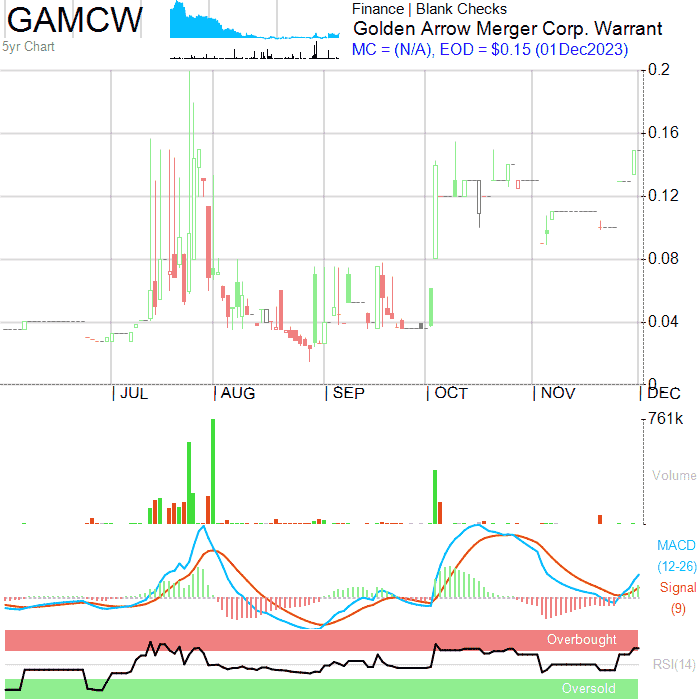 GAMCW
5yr Chart
Finance | Blank Checks
Golden Arrow Merger Corp. Warrant
MC = (N/A), EOD = $0.15 (01Dec2023)
0.2
0.16
0.12
0.08
0.04
0
| JUL | AUG | SEP | OCT | NOV | DEC
761k
Volume
MACD
(12-26)
Signal
(9)
Overbought
RSI(14)
Oversold